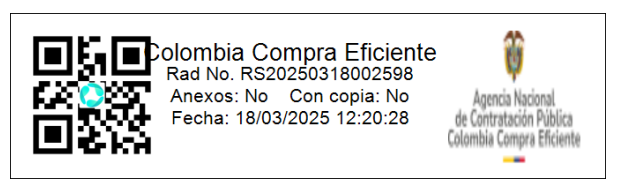 Colombia Compra Eficiente
Rad No. RS20250318002598
Anexos: No Con copia: No
Fecha: 18/03/2025 12:20:28
Agencia Nacional
de Contratación Pública
Colombia Compra Eficiente